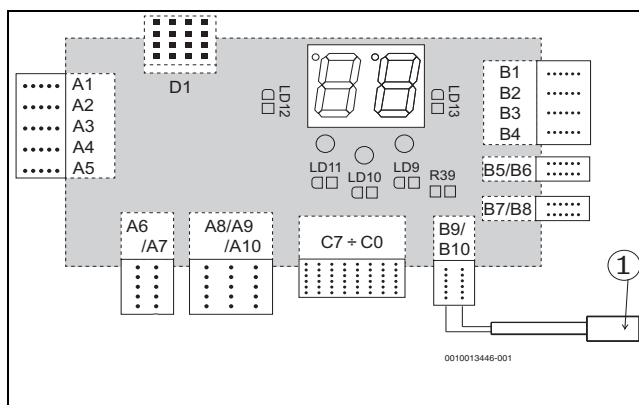 D1
A1
A2
A3
A4
A5
LD12
LD13
LD11
LD10
LD9
R39
B1
B2
B3
B4
B5/B6
B7/B8
A6
/A7
A8/A9
/A10
C7 ÷ C0
B9/
B10
1
0010013446-001